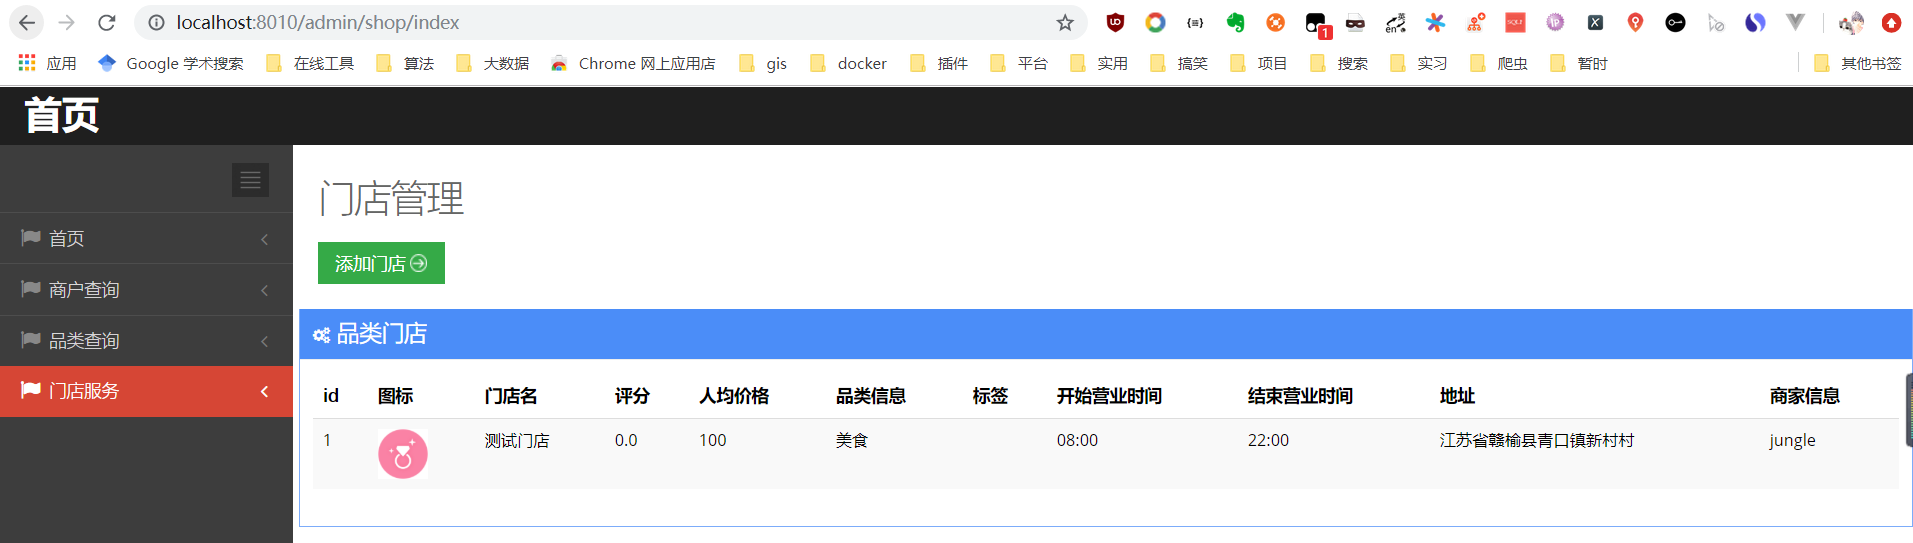 localhost:8010/admin/shop/index
1
应用 Google 学术搜索 在线工具 算法 大数据 Chrome 网上应用店 gis docker 插件 平台 实用 搞笑 项目 搜索 实习 爬虫 暂时 其他书签
首页
门店管理
首页
添加门店
商户查询
品类查询
门店服务
品类门店
id 图标 门店名 评分 人均价格 品类信息 标签 开始营业时间 结束营业时间 地址 商家信息
1 测试门店 0.0 100 美食 08:00 22:00 江苏省赣榆县青口镇新村村 jungle